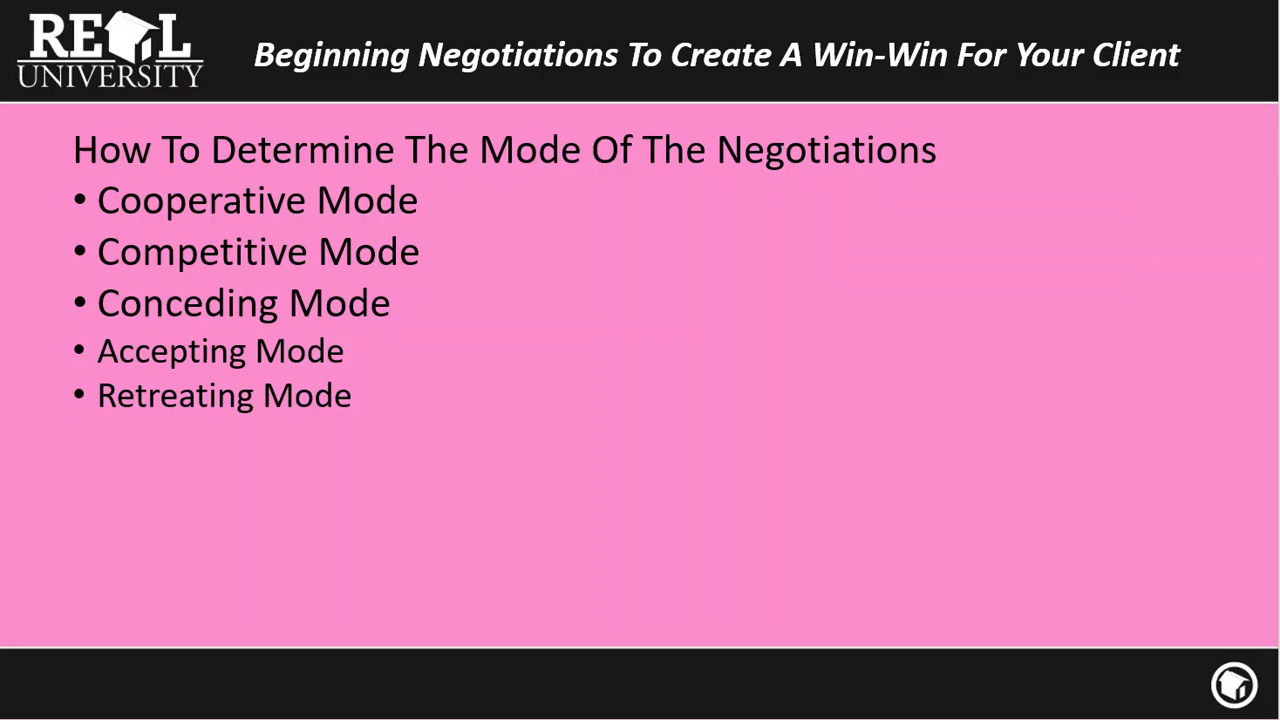 REAL
UNIVERSITY
Beginning Negotiations To Create A Win-Win For Your Client
How To Determine The Mode Of The Negotiations
• Cooperative Mode
• Competitive Mode
• Conceding Mode
• Accepting Mode
• Retreating Mode